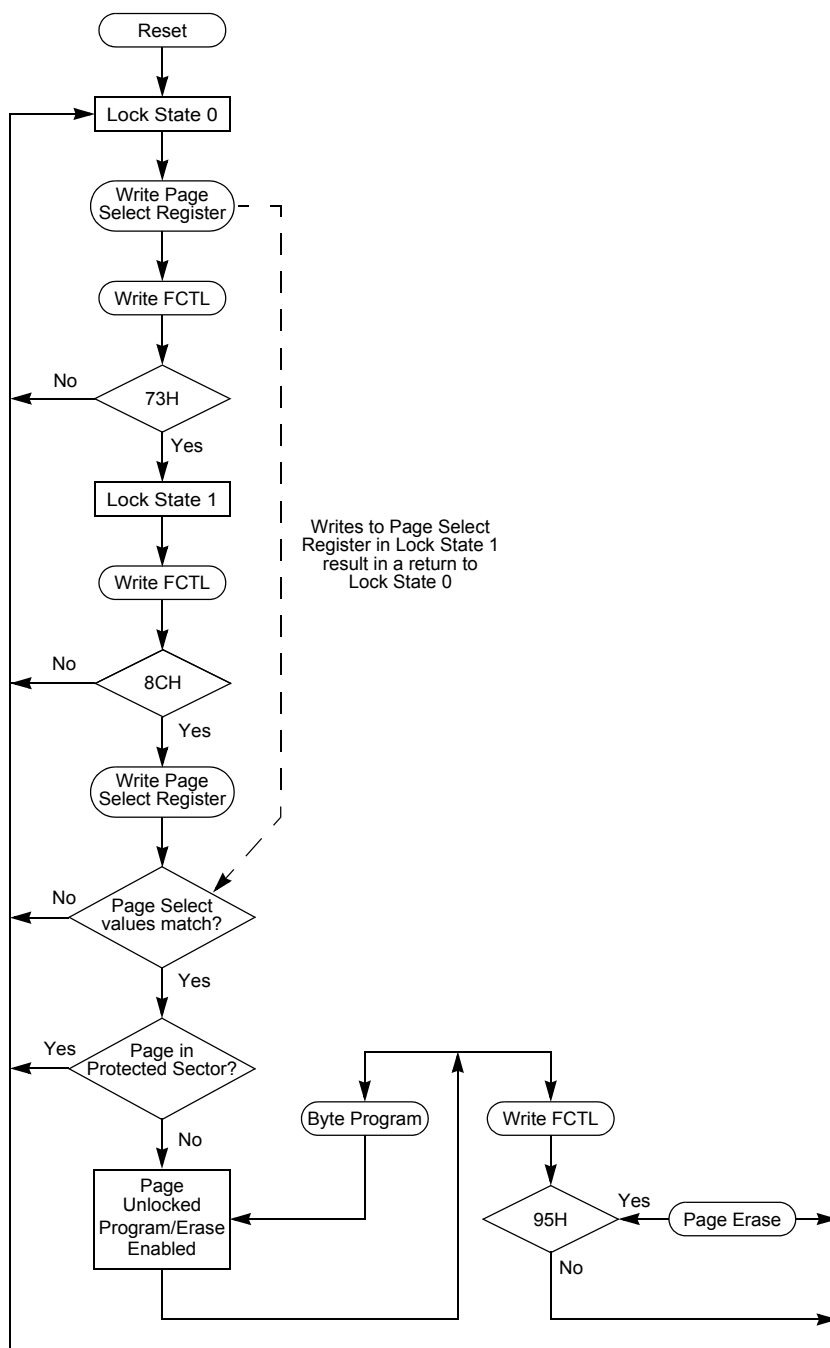 Reset
Lock State 0
Write Page
Select Register
Write FCTL
No
73H
Yes
Lock State 1
Writes to Page Select
Register in Lock State 1
result in a return to
Lock State 0
Write FCTL
No
8CH
Yes
Write Page
Select Register
No
Page Select
values match?
Yes
Yes
Page in
Protected Sector?
No
Byte Program
Write FCTL
Page
Unlocked
Program/Erase
Enabled
95H
Yes
Page Erase
No